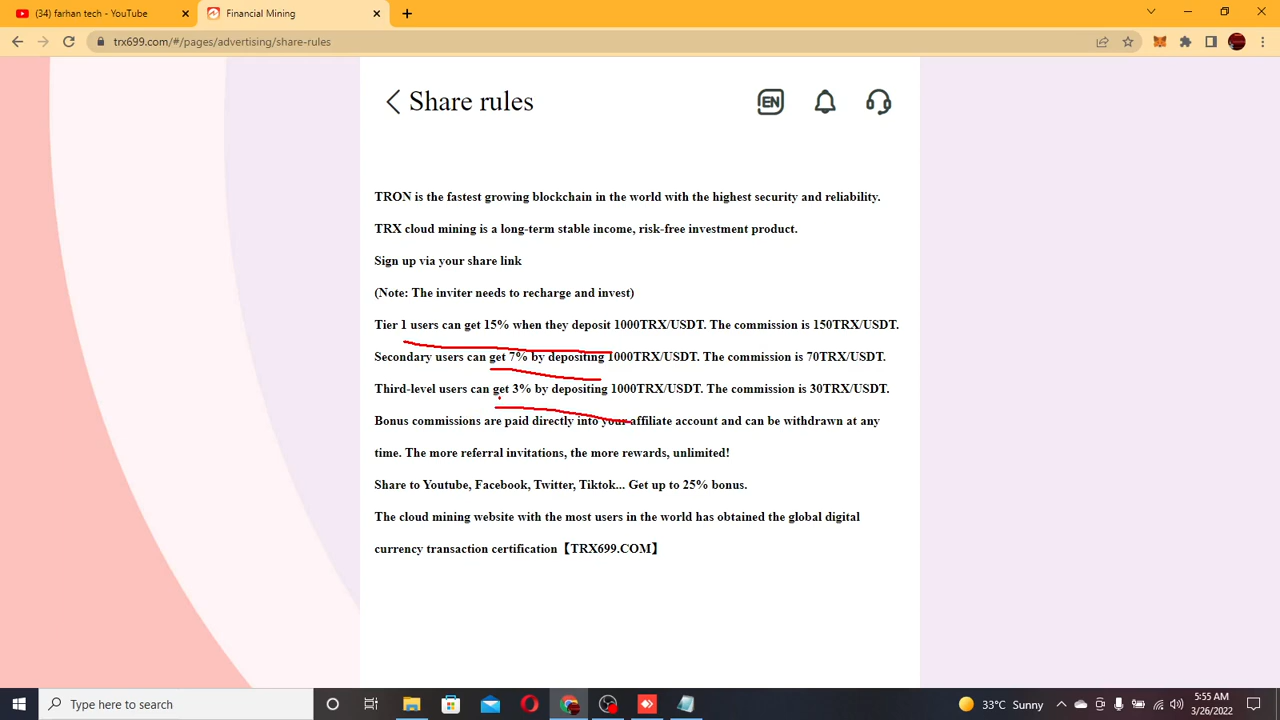 (34) farhan tech - YouTube
Financial Mining
trx699.com/#/pages/advertising/share-rules
Share rules
EN
TRON is the fastest growing blockchain in the world with the highest security and reliability.
TRX cloud mining is a long-term stable income, risk-free investment product.
Sign up via your share link
(Note: The inviter needs to recharge and invest)
Tier 1 users can get 15% when they deposit 1000TRX/USDT. The commission is 150TRX/USDT.
Secondary users can get 7% by depositing 1000TRX/USDT. The commission is 70TRX/USDT.
Third-level users can get 3% by depositing 1000TRX/USDT. The commission is 30TRX/USDT.
Bonus commissions are paid directly into your affiliate account and can be withdrawn at any
time. The more referral invitations, the more rewards, unlimited!
Share to Youtube, Facebook, Twitter, Tiktok... Get up to 25% bonus.
The cloud mining website with the most users in the world has obtained the global digital
currency transaction certification【TRX699.COM】
Type here to search
33°C Sunny
5:55 AM
3/26/2022